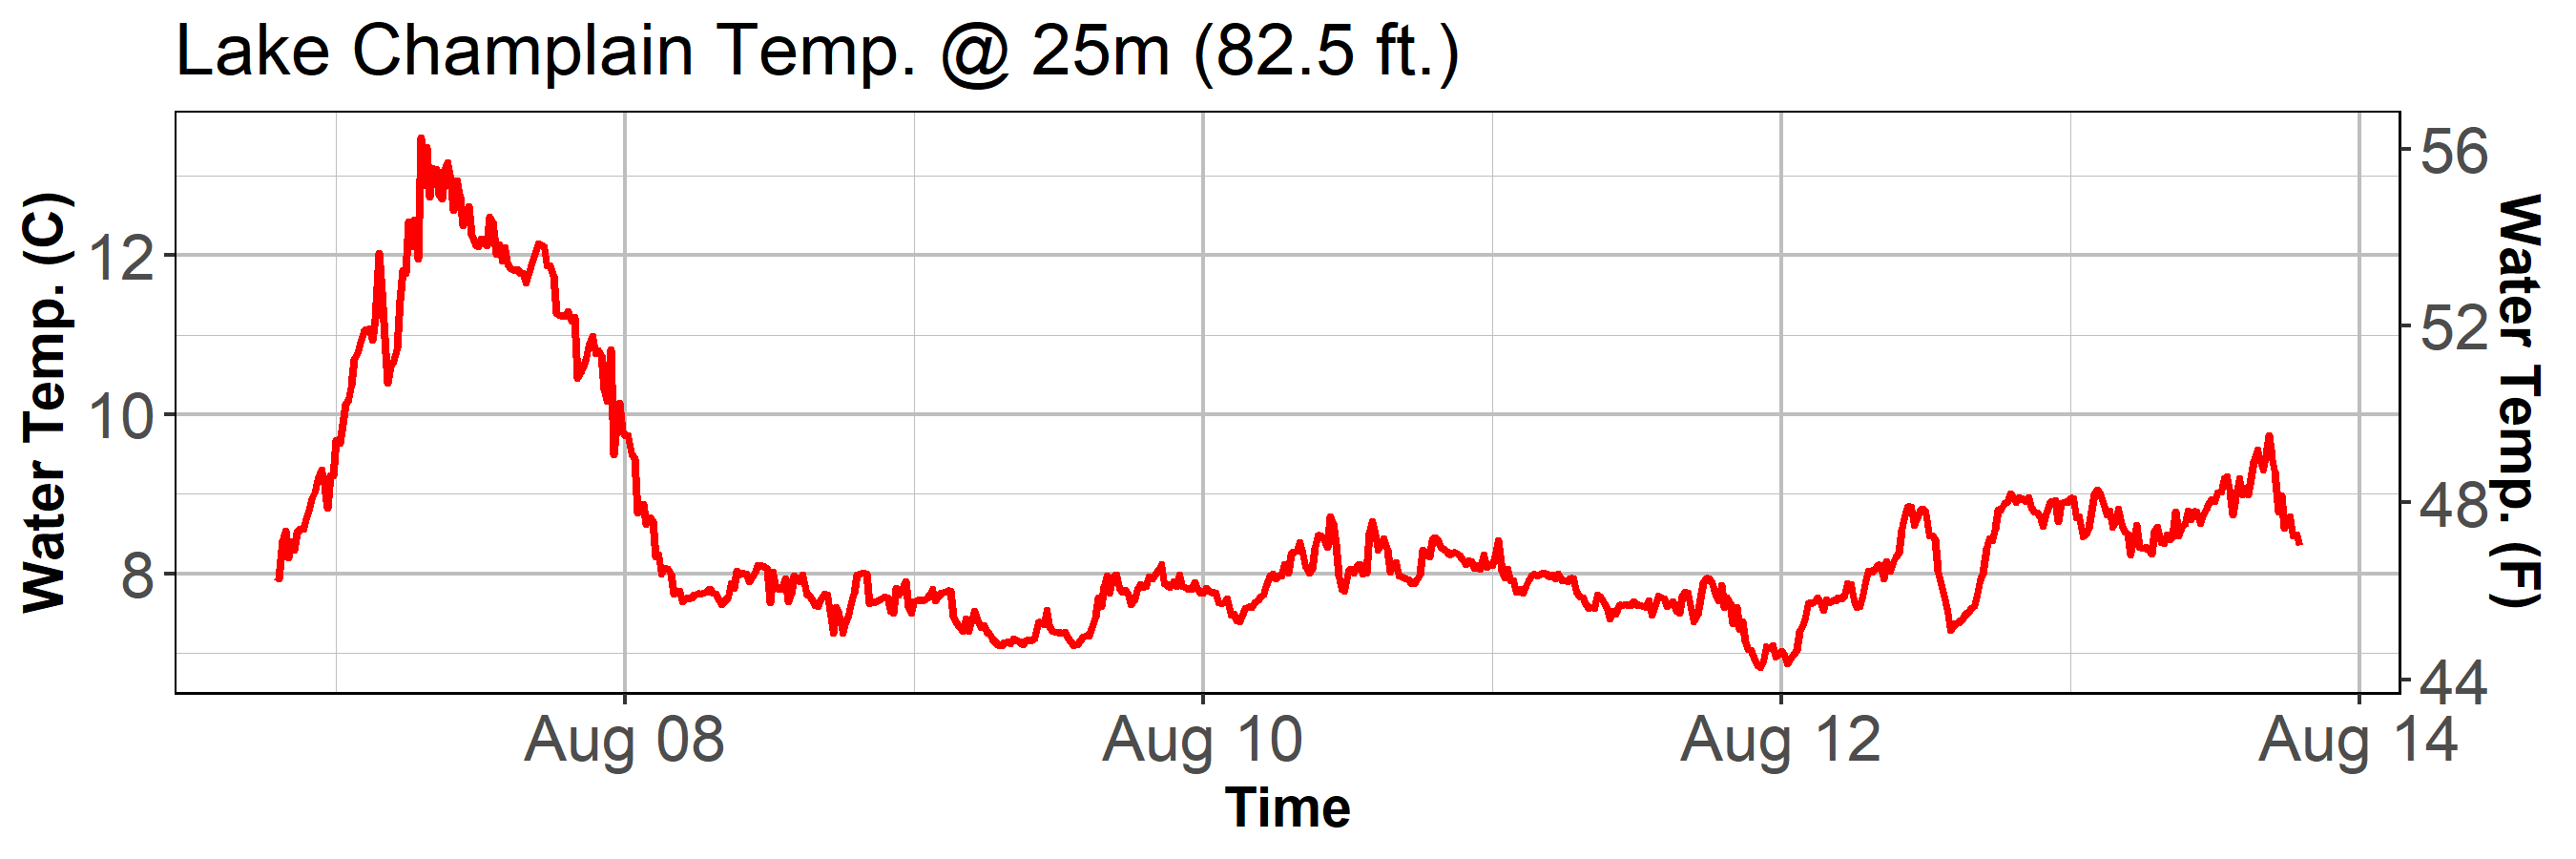 Lake Champlain Temp. @ 25m (82.5 ft.)
Water Temp. (C)
12
10
8
56
52
48
44
Water Temp. (F)
Aug 08
Aug 10
Aug 12
Aug 14
Time